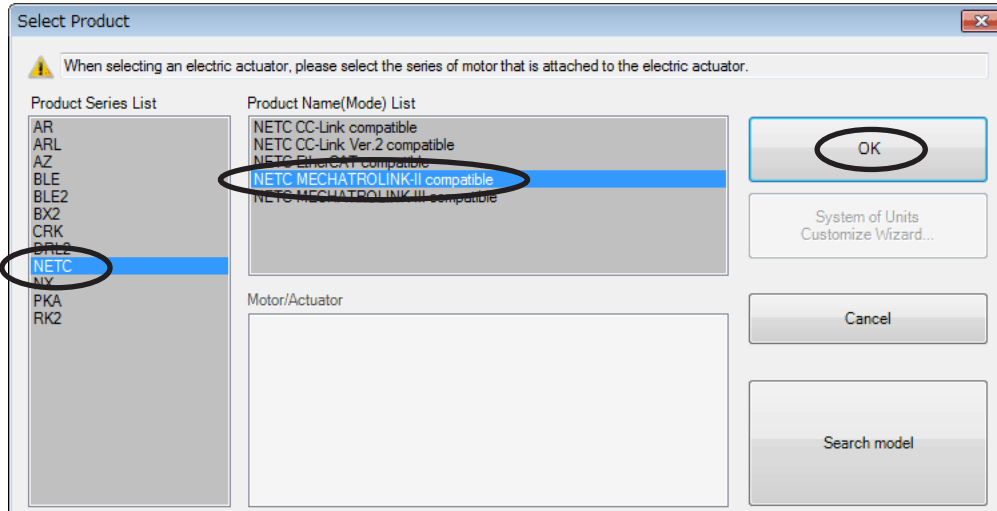 Select Product
When selecting an electric actuator, please select the series of motor that is attached to the electric actuator.
Product Series List
AR
ARL
AZ
BLE
BLE2
BX2
CRK
DRL2
NETC
NX
PKA
RK2
Product Name(Mode) List
NETC CC-Link compatible
NETC CC-Link Ver.2 compatible
NETC EtherCAT compatible
NETC MECHATROLINK-II compatible
NETC MECHATROLINK-III compatible
Motor/Actuator
OK
System of Units
Customize Wizard...
Cancel
Search model